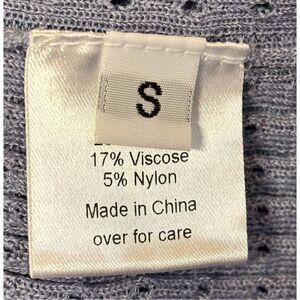 S
17% Viscose
5% Nylon
Made in China
over for care